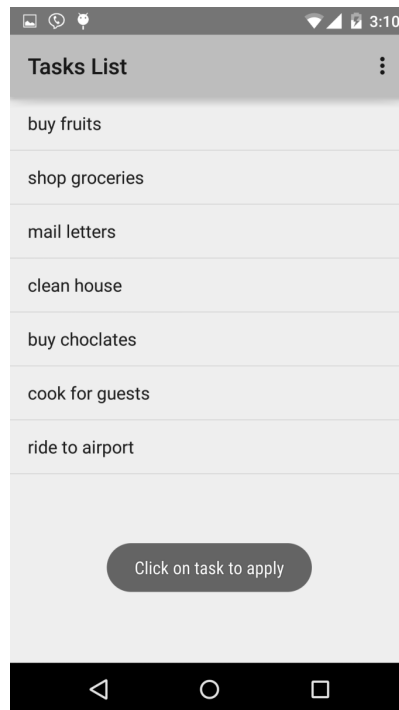 3:10
Tasks List
buy fruits
shop groceries
mail letters
clean house
buy choclates
cook for guests
ride to airport
Click on task to apply